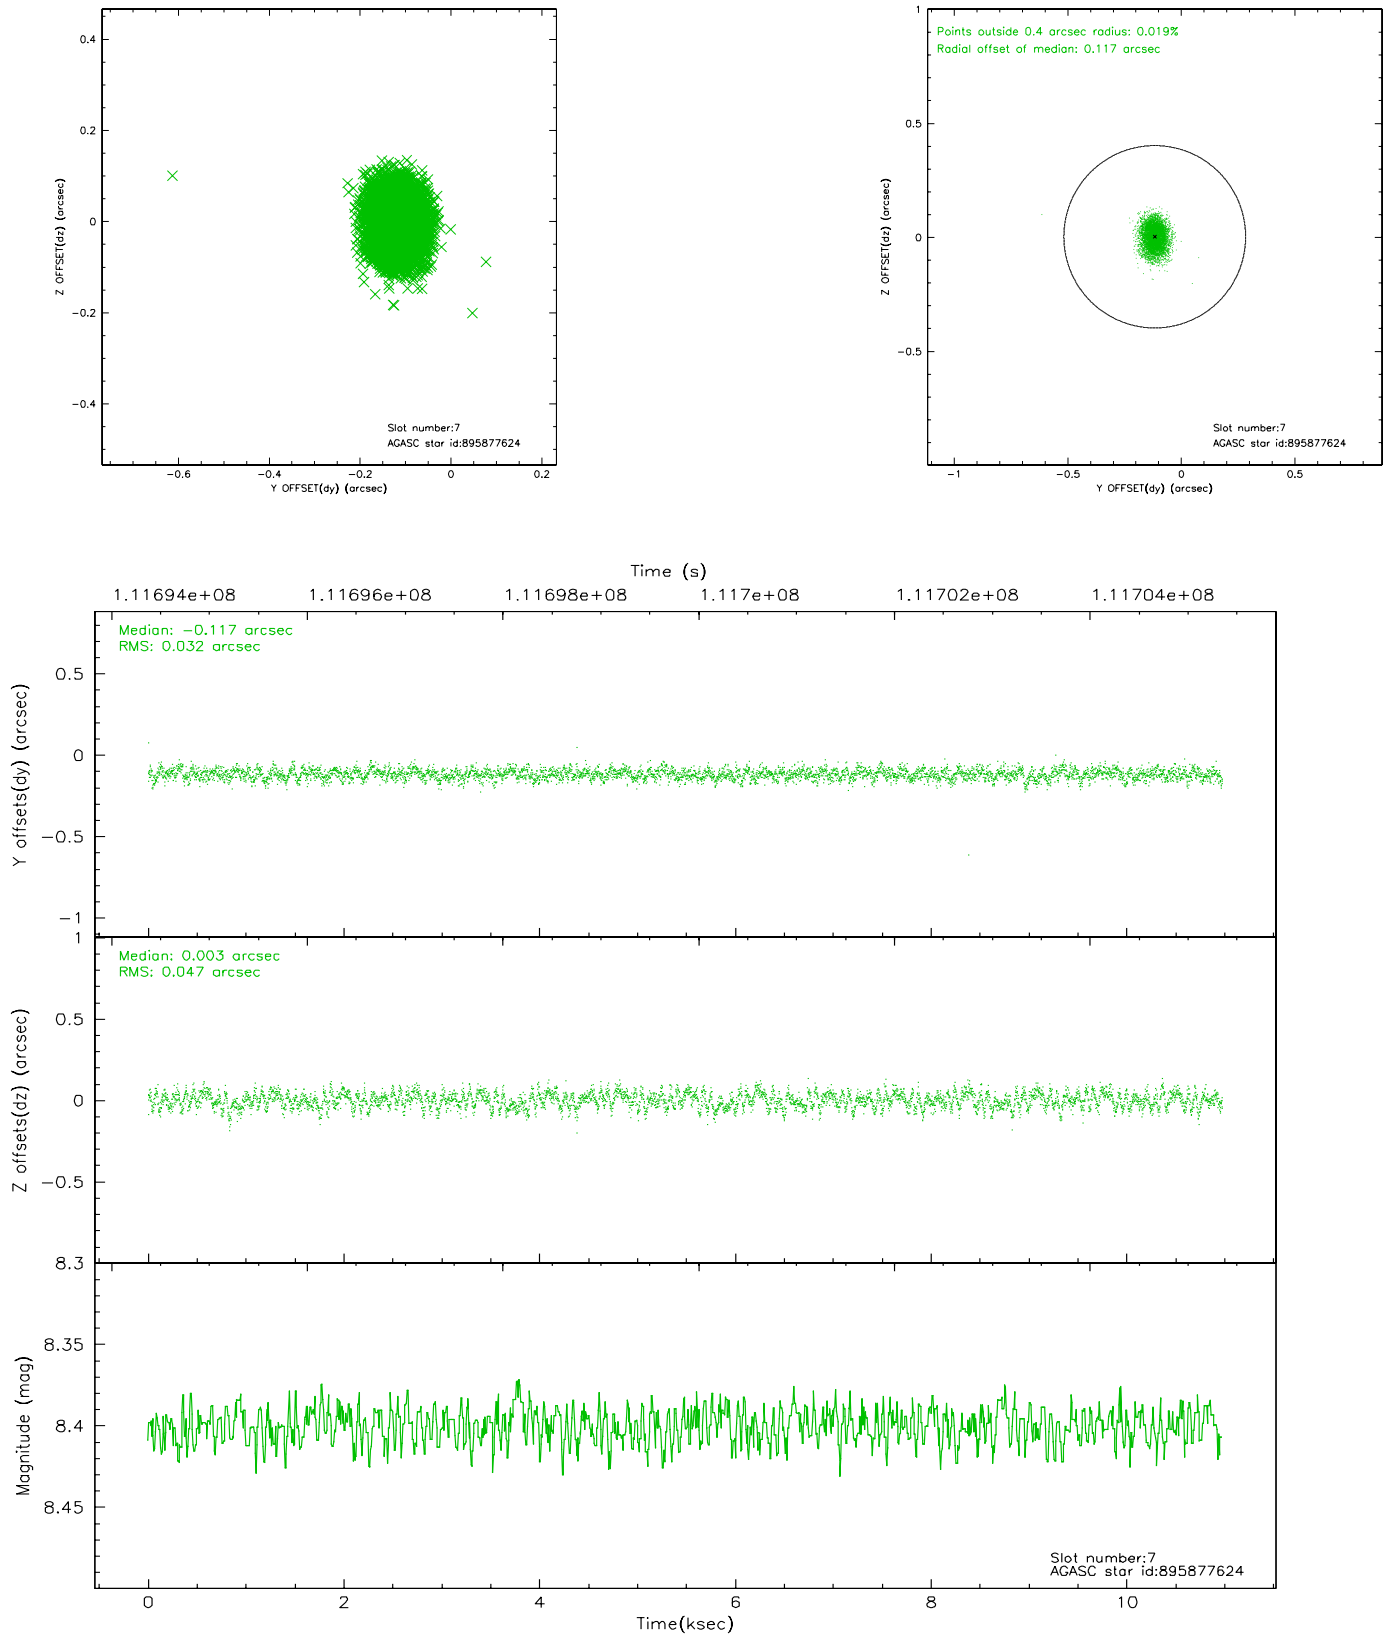 0.4
0.2
0
−0.2
−0.4
Z OFFSET(dz) (arcsec)
Slot number:7
AGASC star id:895877624
−0.6 −0.4 −0.2 0 0.2
Y OFFSET(dy) (arcsec)
Points outside 0.4 arcsec radius: 0.019%
Radial offset of median: 0.117 arcsec
1
0.5
0
−0.5
Z OFFSET(dz) (arcsec)
Slot number:7
AGASC star id:895877624
−1 −0.5 0 0.5
Y OFFSET(dy) (arcsec)
Time (s)
1.11694e+08 1.11696e+08 1.11698e+08 1.117e+08 1.11702e+08 1.11704e+08
Median: −0.117 arcsec
RMS: 0.032 arcsec
0.5
0
−0.5
−1
Y offsets(dy) (arcsec)
Median: 0.003 arcsec
RMS: 0.047 arcsec
1
0.5
0
−0.5
Z offsets(dz) (arcsec)
8.3
8.35
8.4
8.45
Magnitude (mag)
Slot number:7
AGASC star id:895877624
0 2 4 6 8 10
Time(ksec)